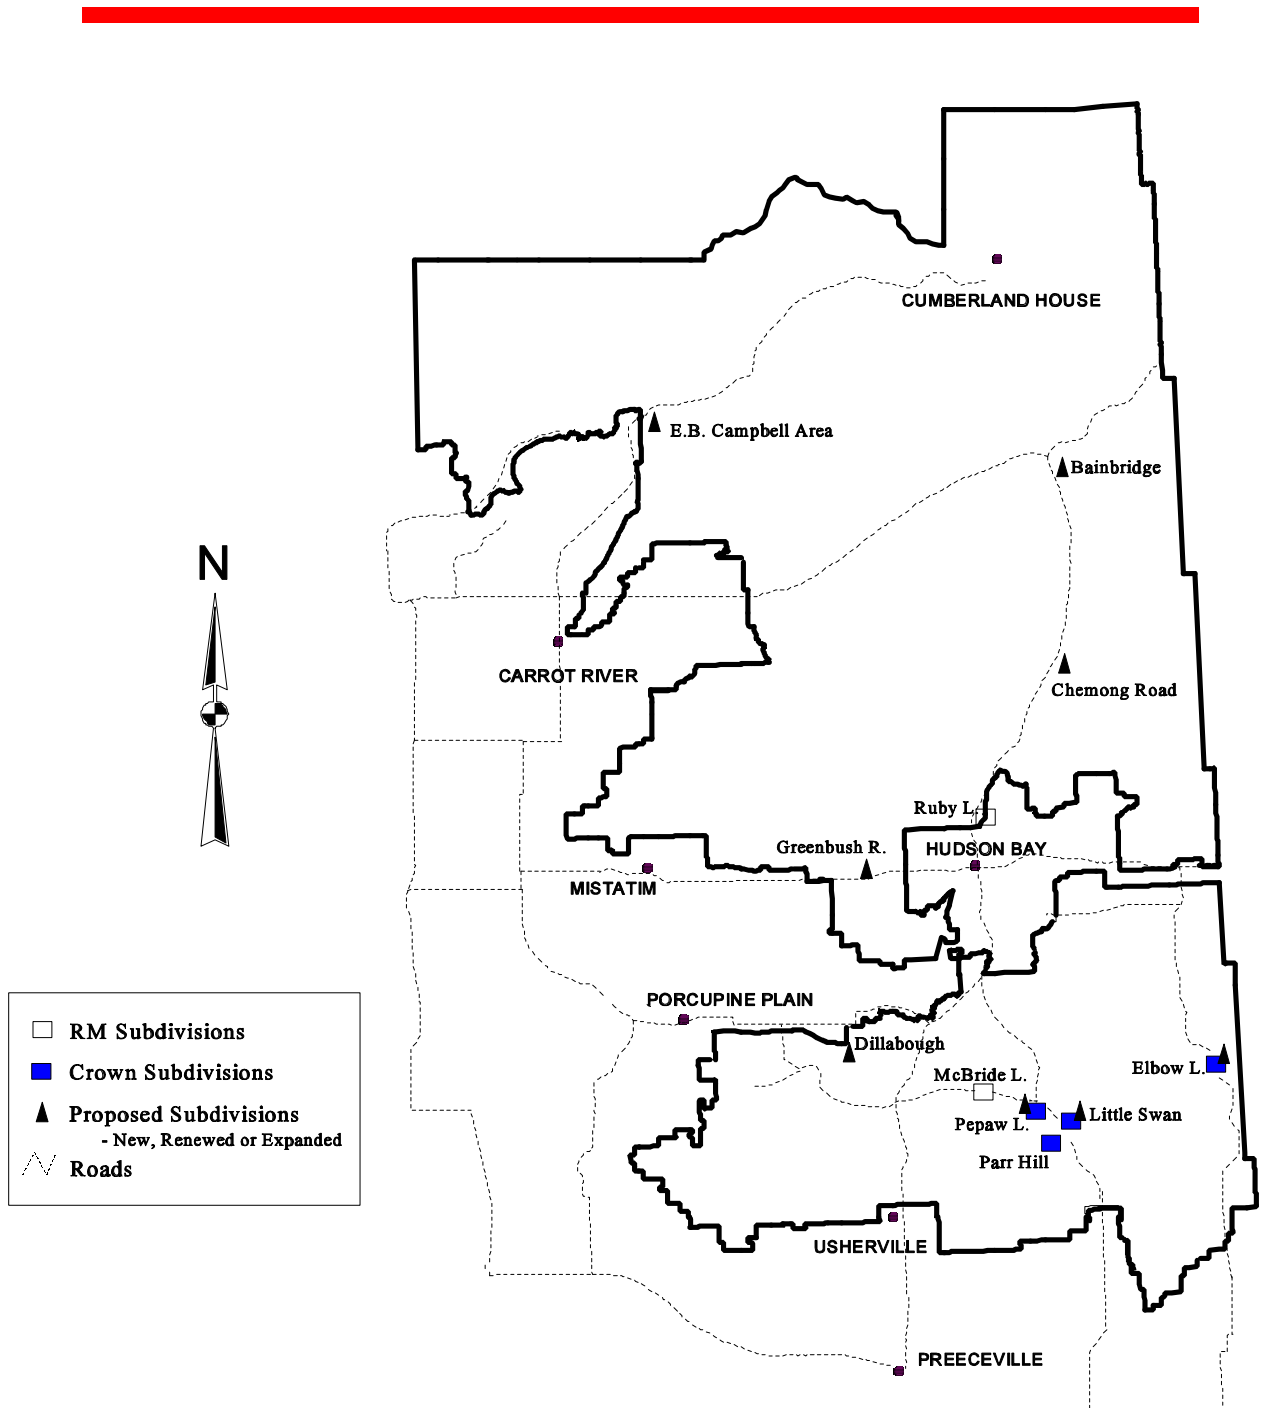 CUMBERLAND HOUSE
E.B. Campbell Area
Bainbridge
N
CARROT RIVER
Chemong Road
Ruby L.
Greenbush R.
HUDSON BAY
MISTATIM
PORCUPINE PLAIN
Dillabough
Elbow L.
McBride L.
Little Swan
Pepaw L.
Parr Hill
USHERVILLE
PREECEVILLE
RM Subdivisions
Crown Subdivisions
Proposed Subdivisions
- New, Renewed or Expanded
Roads